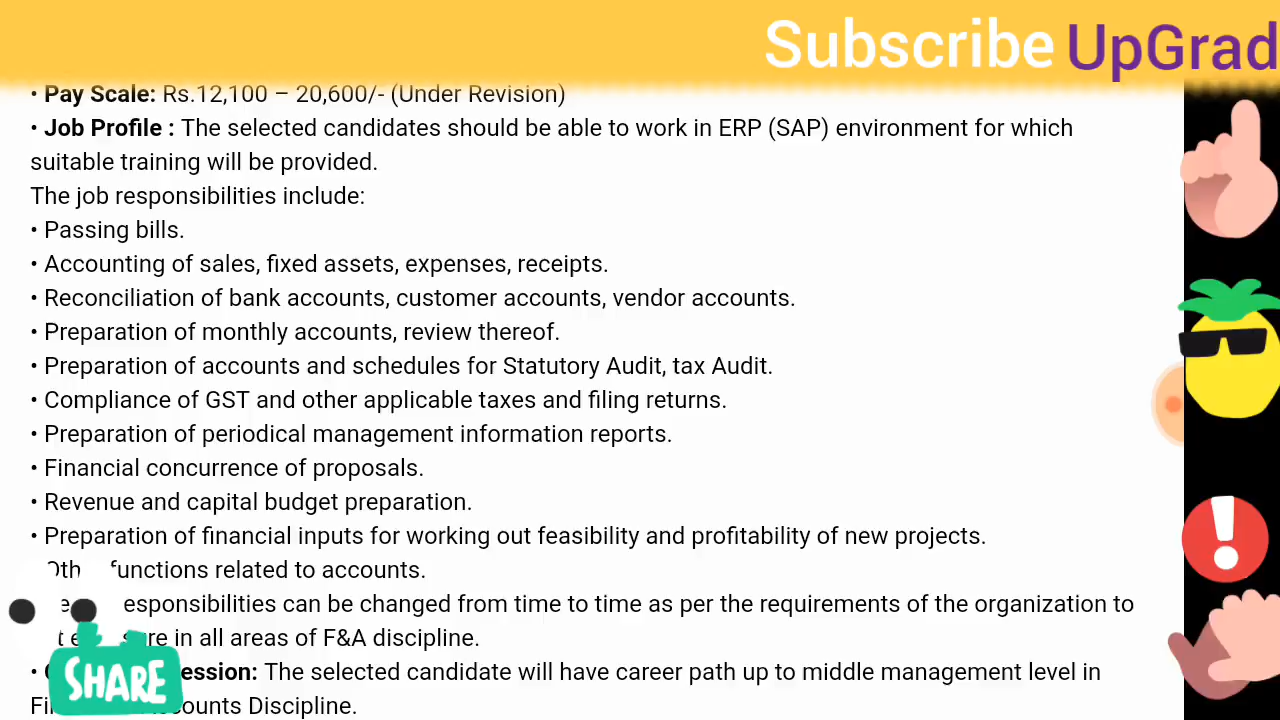 Subscribe UpGrad
• Pay Scale: Rs.12,100 – 20,600/- (Under Revision)
• Job Profile : The selected candidates should be able to work in ERP (SAP) environment for which
suitable training will be provided.
The job responsibilities include:
• Passing bills.
• Accounting of sales, fixed assets, expenses, receipts.
• Reconciliation of bank accounts, customer accounts, vendor accounts.
• Preparation of monthly accounts, review thereof.
• Preparation of accounts and schedules for Statutory Audit, tax Audit.
• Compliance of GST and other applicable taxes and filing returns.
• Preparation of periodical management information reports.
• Financial concurrence of proposals.
• Revenue and capital budget preparation.
• Preparation of financial inputs for working out feasibility and profitability of new projects.
functions related to accounts.
can be changed from time to time as per the requirements of the organization to
in all areas of F&A discipline.
• The selected candidate will have career path up to middle management level in
Discipline.
SHARE